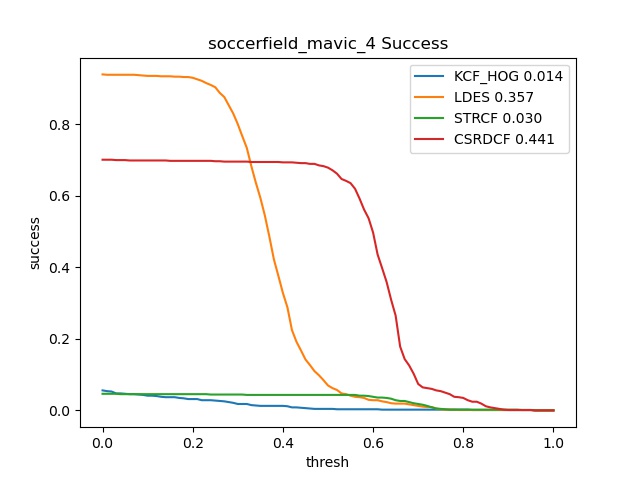 soccerfield_mavic_4 Success
KCF_HOG 0.014
LDES 0.357
STRCF 0.030
CSRDCF 0.441
success
0.8
0.6
0.4
0.2
0.0
0.0 0.2 0.4 0.6 0.8 1.0
thresh